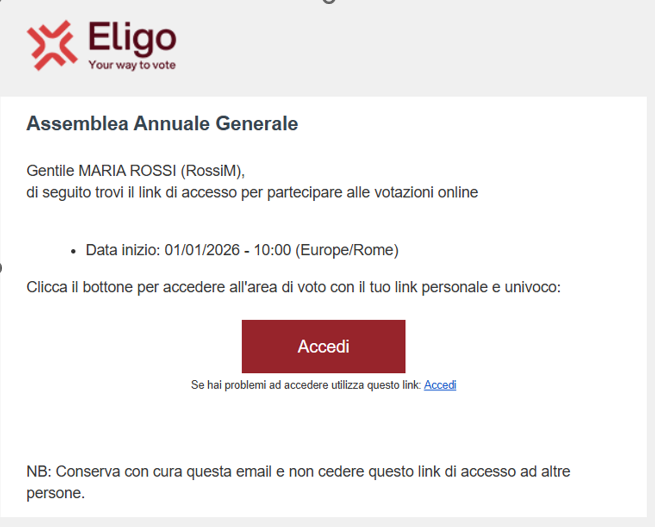 Eligo
Your way to vote
Assemblea Annuale Generale
Gentile MARIA ROSSI (RossiM),
di seguito trovi il link di accesso per partecipare alle votazioni online
• Data inizio: 01/01/2026 - 10:00 (Europe/Rome)
Clicca il bottone per accedere all'area di voto con il tuo link personale e univoco:
Accedi
Se hai problemi ad accedere utilizza questo link: Accedi
NB: Conserva con cura questa email e non cedere questo link di accesso ad altre
persone.